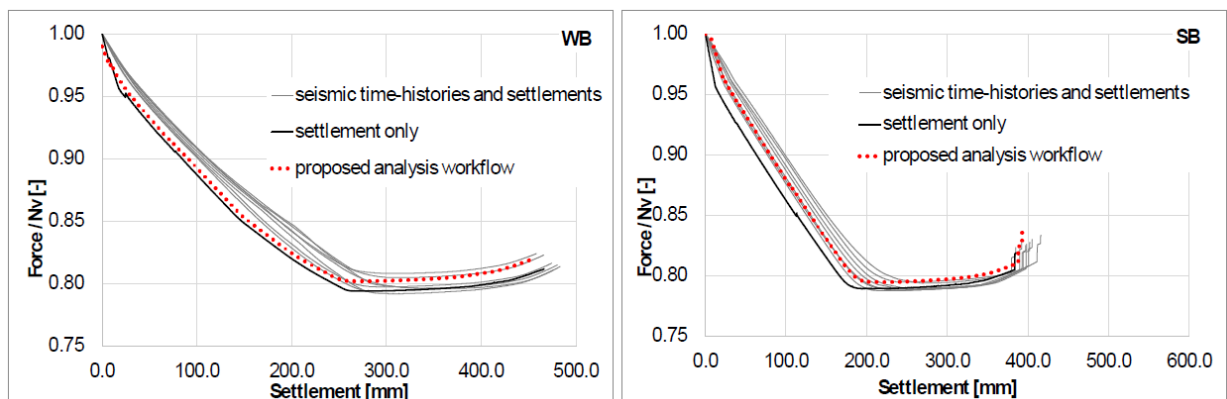 WB
1.00
0.95
0.90
0.85
0.80
0.75
Force / Nv [-]
seismic time-histories and settlements
settlement only
proposed analysis workflow
0.0 100.0 200.0 300.0 400.0 500.0
Settlement [mm]
SB
1.00
0.95
0.90
0.85
0.80
0.75
Force / Nv [-]
seismic time-histories and settlements
settlement only
proposed analysis workflow
0.0 100.0 200.0 300.0 400.0 500.0 600.0
Settlement [mm]